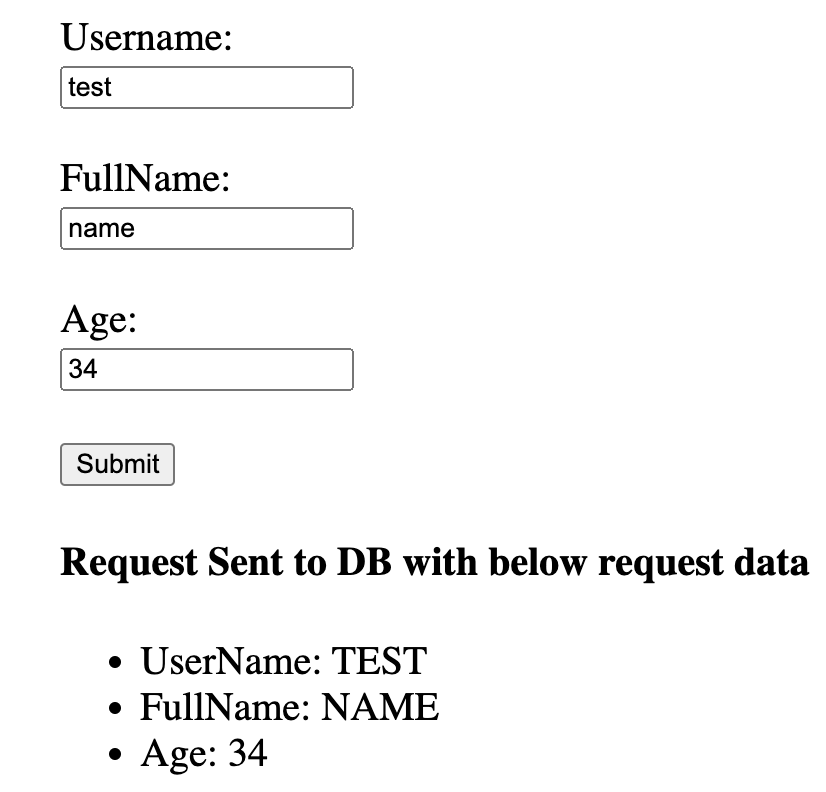 Username:
test
FullName:
name
Age:
34
Submit
Request Sent to DB with below request data
• UserName: TEST
• FullName: NAME
• Age: 34